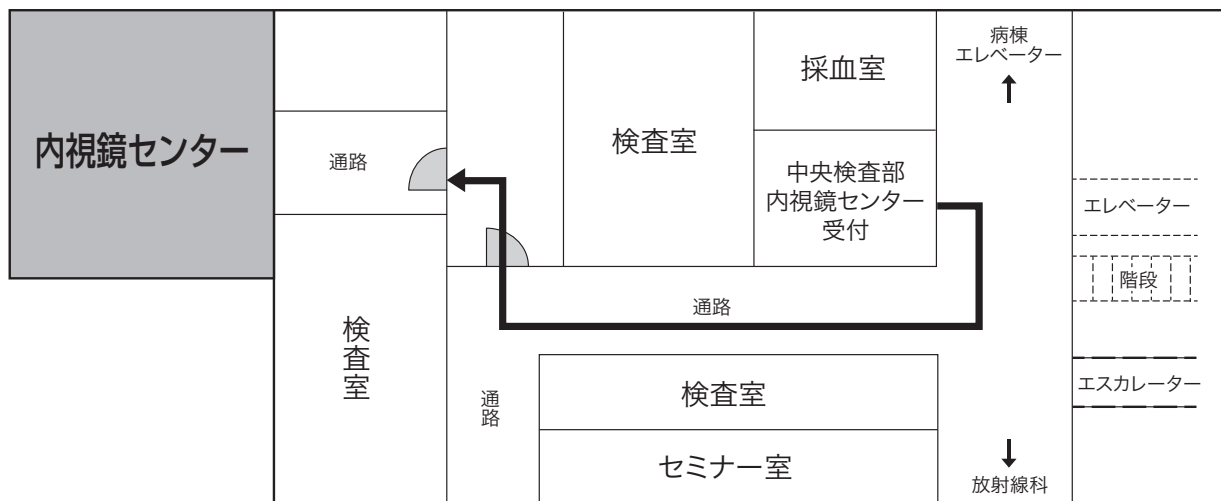 病棟
エレベーター
採血室
検査室
内視鏡センター
通路
中央検査部
内視鏡センター
受付
エレベーター
階段
通路
検査室
エスカレーター
検査室
通路
セミナー室
放射線科